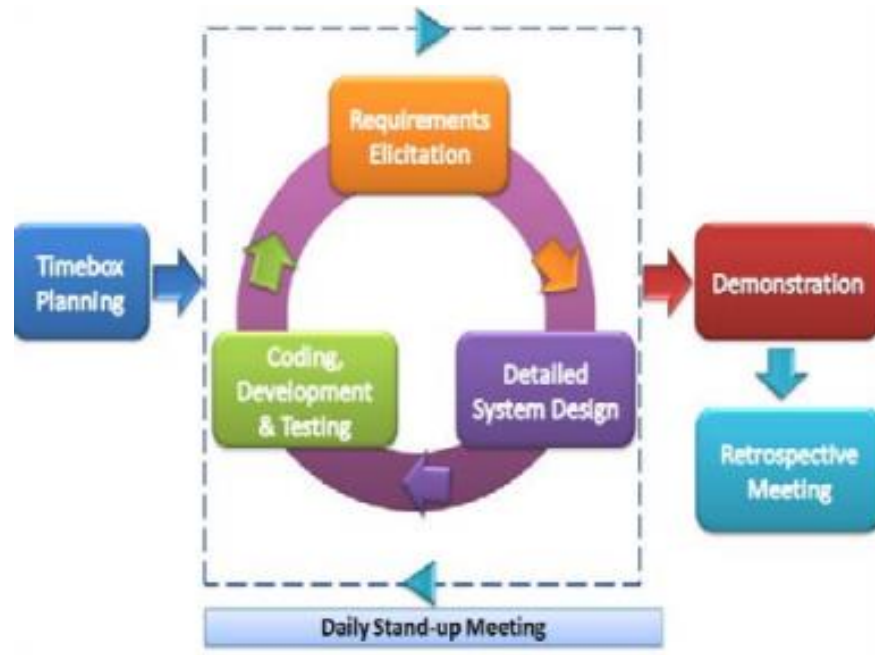 Requirements
Elicitation
Timebox
Planning
Demonstration
Coding,
Development
& Testing
Detailed
System Design
Retrospective
Meeting
Daily Stand-up Meeting